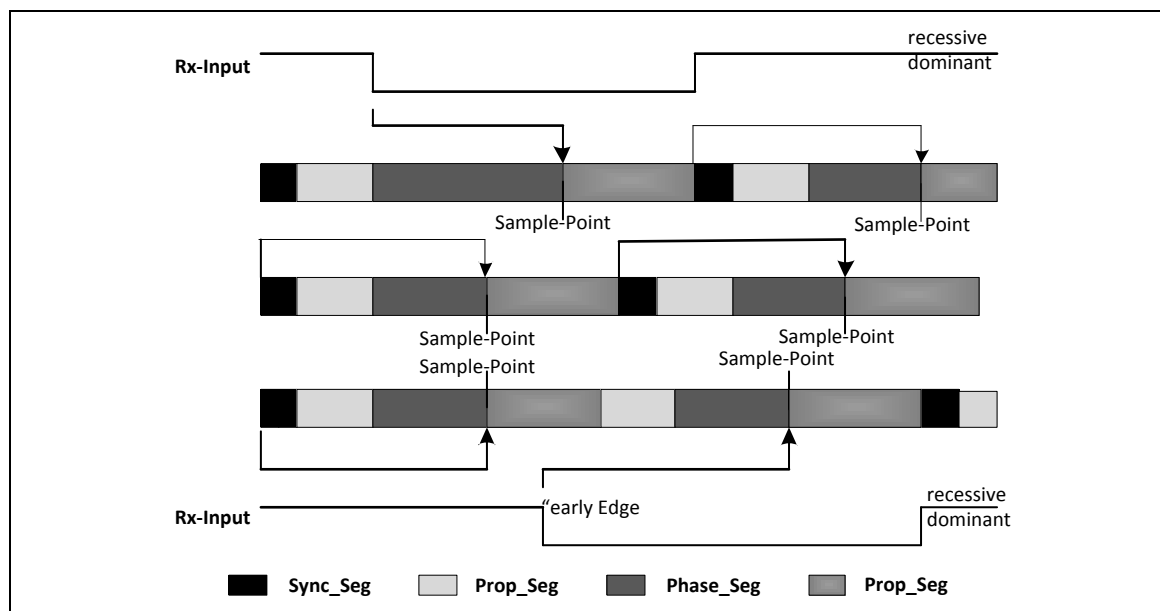 recessive
Rx-Input
dominant
Sample-Point
Sample-Point
Sample-Point
Sample-Point
Sample-Point
Sample-Point
“early Edge
recessive
Rx-Input
dominant
Sync_Seg
Prop_Seg
Phase_Seg
Prop_Seg